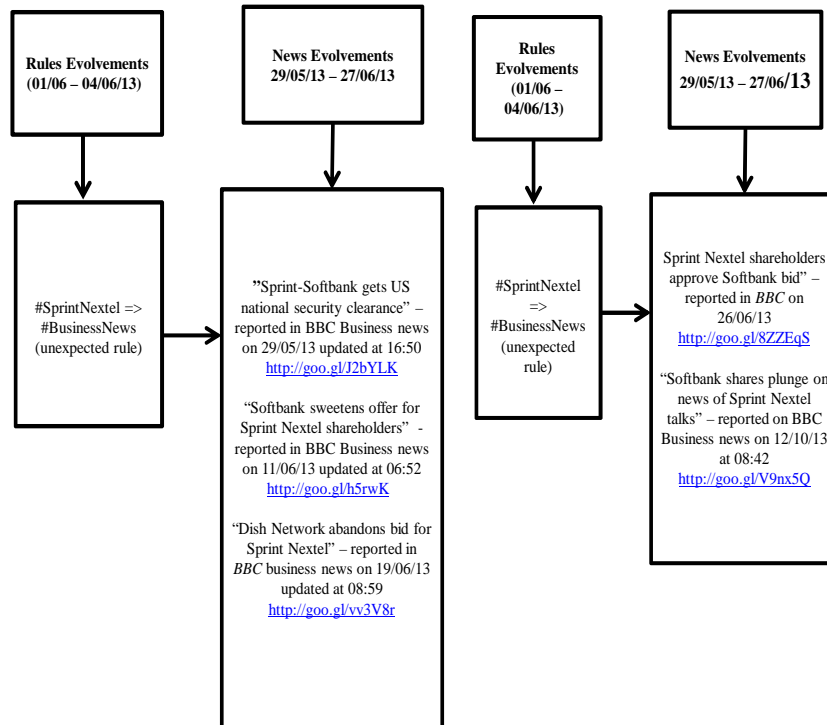 Rules Evolvements
(01/06 – 04/06/13)
News Evolvements
29/05/13 – 27/06/13
#SprintNextel =>
#BusinessNews
(unexpected rule)
”Sprint-Softbank gets US
national security clearance” –
reported in BBC Business news
on 29/05/13 updated at 16:50
http://goo.gl/J2bYLK
“Softbank sweetens offer for
Sprint Nextel shareholders” -
reported in BBC Business news
on 11/06/13 updated at 06:52
http://goo.gl/h5rwK
“Dish Network abandons bid for
Sprint Nextel” – reported in
BBC business news on 19/06/13
updated at 08:59
http://goo.gl/vv3V8r
Rules
Evolvements
(01/06 –
04/06/13)
News Evolvements
29/05/13 – 27/06/13
#SprintNextel
=>
#BusinessNews
(unexpected
rule)
Sprint Nextel shareholders
approve Softbank bid” –
reported in BBC on
26/06/13
http://goo.gl/8ZZEqS
“Softbank shares plunge on
news of Sprint Nextel
talks” – reported on BBC
Business news on 12/10/13
at 08:42
http://goo.gl/V9nx5Q